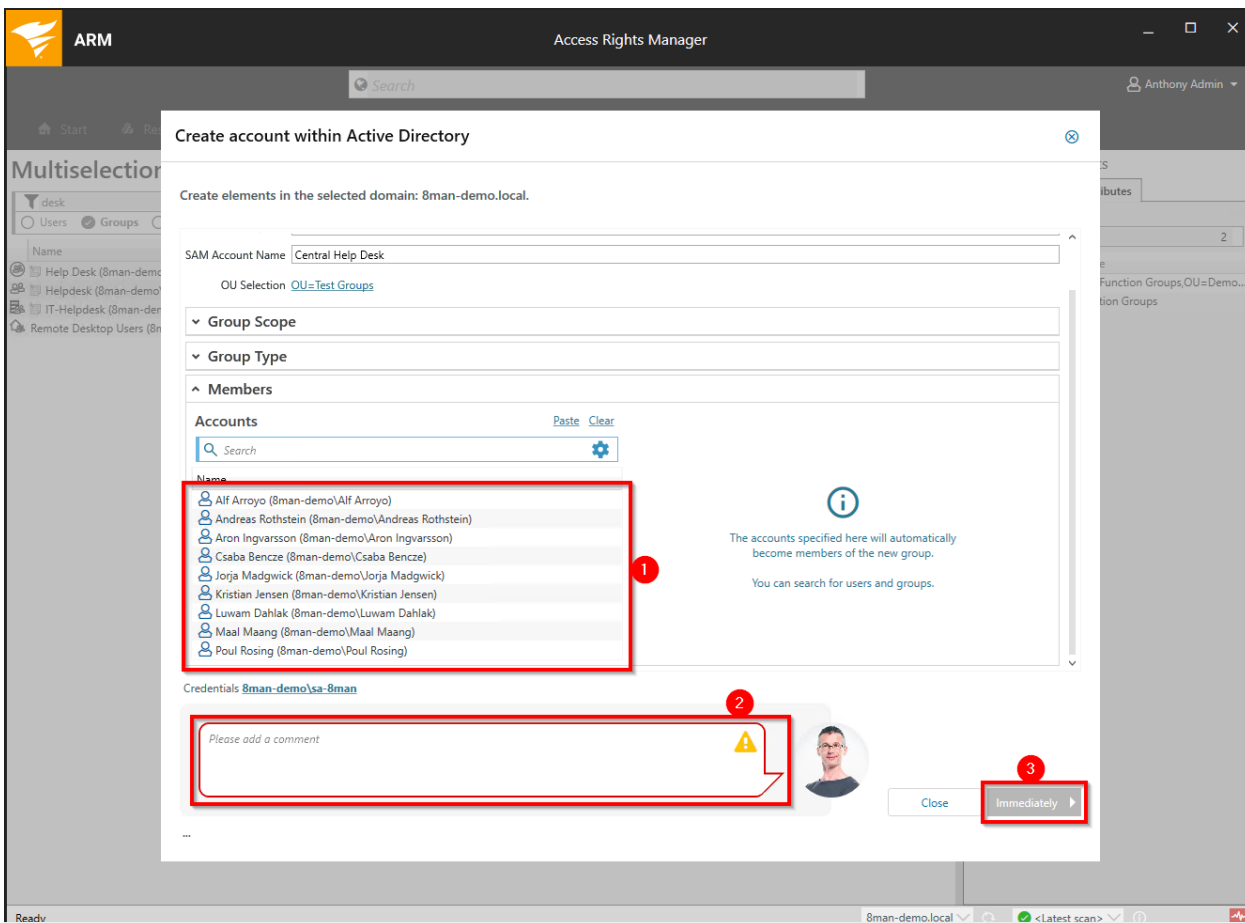 ARM
Access Rights Manager
Search
Anthony Admin
Start
Re
Multiselection
desk
Users Groups
Name
Help Desk (8man-demo
Helpdesk (8man-demo
IT-Helpdesk (8man-der
Remote Desktop Users (8
Create account within Active Directory
Create elements in the selected domain: 8man-demo.local.
SAM Account Name Central Help Desk
OU Selection OU=Test Groups
Group Scope
Group Type
Members
Accounts Paste Clear
Search
Name
Alf Arroyo (8man-demo\Alf Arroyo)
Andreas Rothstein (8man-demo\Andreas Rothstein)
Aron Ingvarsson (8man-demo\Aron Ingvarsson)
Csaba Bencze (8man-demo\Csaba Bencze)
Jorja Madgwick (8man-demo\Jorja Madgwick)
Kristian Jensen (8man-demo\Kristian Jensen)
Luwam Dahlak (8man-demo\Luwam Dahlak)
Maal Maang (8man-demo\Maal Maang)
Poul Rosing (8man-demo\Poul Rosing)
1
The accounts specified here will automatically
become members of the new group.
You can search for users and groups.
Credentials 8man-demo\sa-8man
2
Please add a comment
3
Close
Immediately
...
ibutes
2
Function Groups,OU=Demo...
tion Groups
Ready
8man-demo.local
<Latest scan>